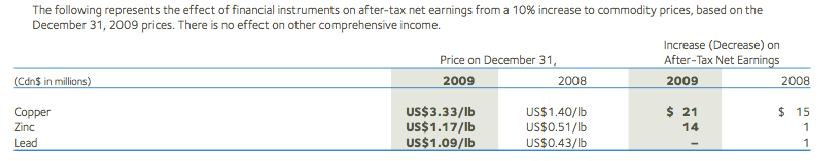 The following represents the effect of financial instruments on after-tax net earnings from a 10% increase to commodity prices, based on the
December 31, 2009 prices. There is no effect on other comprehensive income.
Increase (Decrease) on
Price on December 31, After-Tax Net Earnings
(Cdn$ in millions) 2009 2008 2009 2008
Copper US$3.33/lb US$1.40/lb $ 21 $ 15
Zinc US$1.17/lb US$0.51/lb 14 1
Lead US$1.09/lb US$0.43/lb – 1